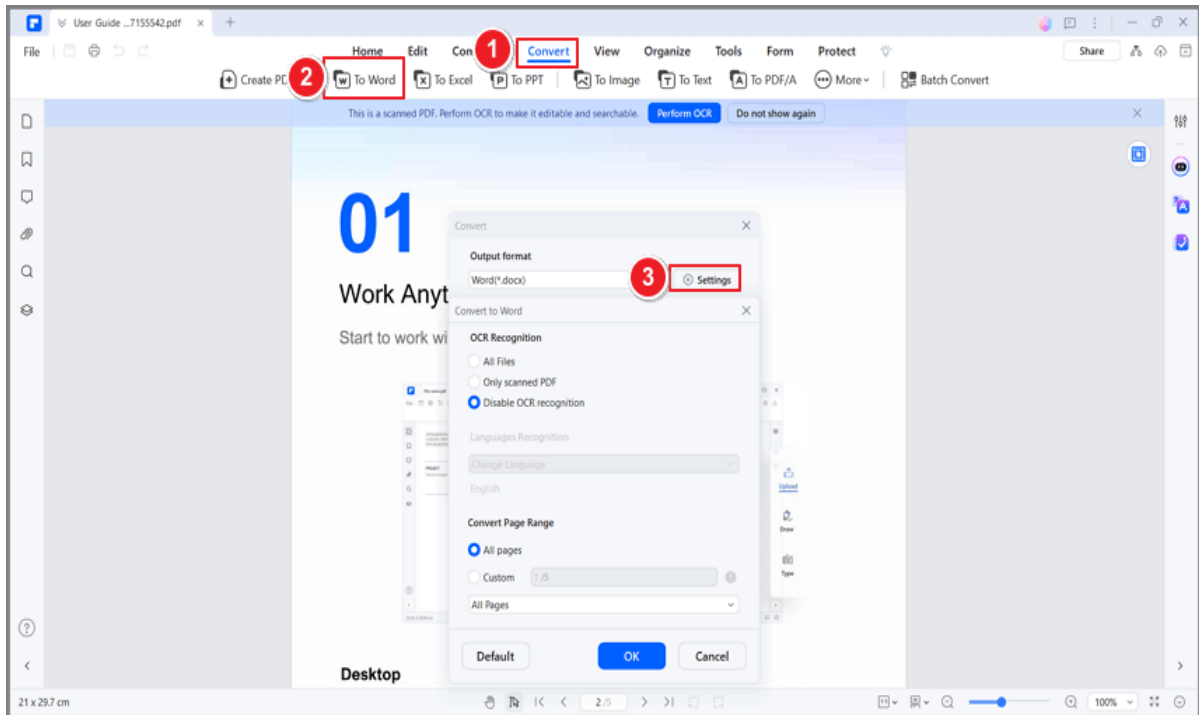 User Guide ...7155542.pdf
File
Home Edit Con 1 Convert View Organize Tools Form Protect
Share
Create PD 2 To Word To Excel To PPT To Image To Text To PDF/A More Batch Convert
This is a scanned PDF. Perform OCR to make it editable and searchable. Perform OCR Do not show again
01
Convert
Output format
Word(*.docx) 3 Settings
Work Anyt
Convert to Word
Start to work wi
OCR Recognition
All Files
Only scanned PDF
Disable OCR recognition
Languages Recognition
Change Language
English
Upload
Convert Page Range
Draw
All pages
Type
Custom 1 /5
All Pages
Default OK Cancel
Desktop
21 x 29.7 cm 2 /5 100%